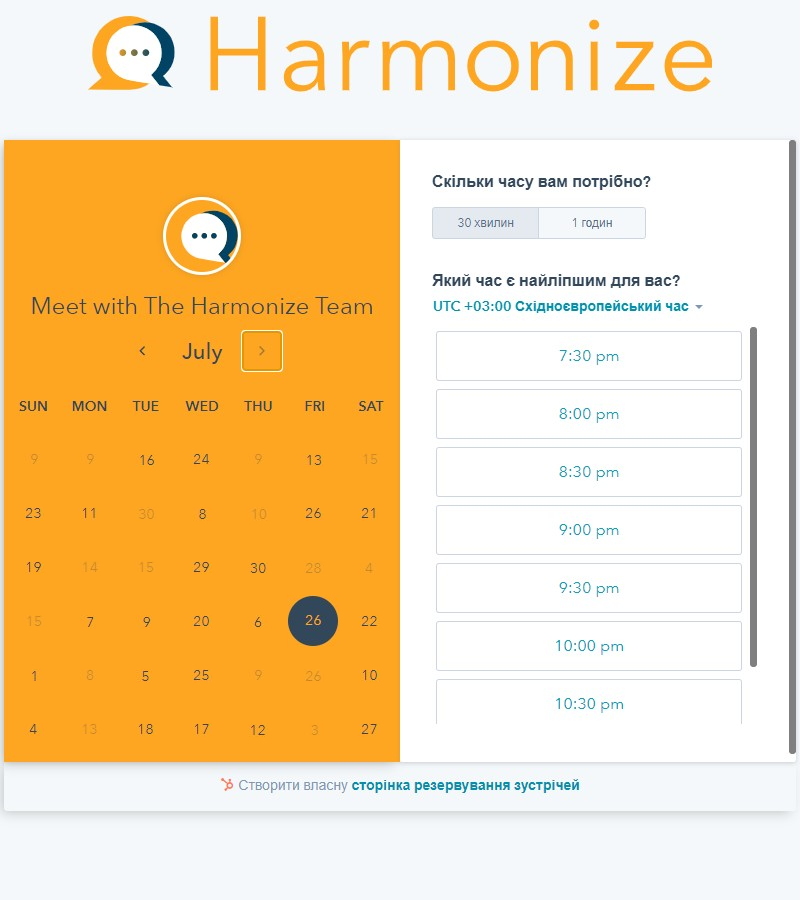 Harmonize
Meet with The Harmonize Team
July
SUN MON TUE WED THU FRI SAT
9 9 16 24 9 13 15
23 11 30 8 10 26 21
19 14 15 29 30 28 4
15 7 9 20 6 26 22
1 8 5 25 9 26 10
4 13 18 17 12 3 27
Скільки часу вам потрібно?
30 хвилин 1 годин
Який час є найліпшим для вас?
UTC +03:00 Східноєвропейський час
7:30 pm
8:00 pm
8:30 pm
9:00 pm
9:30 pm
10:00 pm
10:30 pm
Створити власну сторінка резервування зустрічей